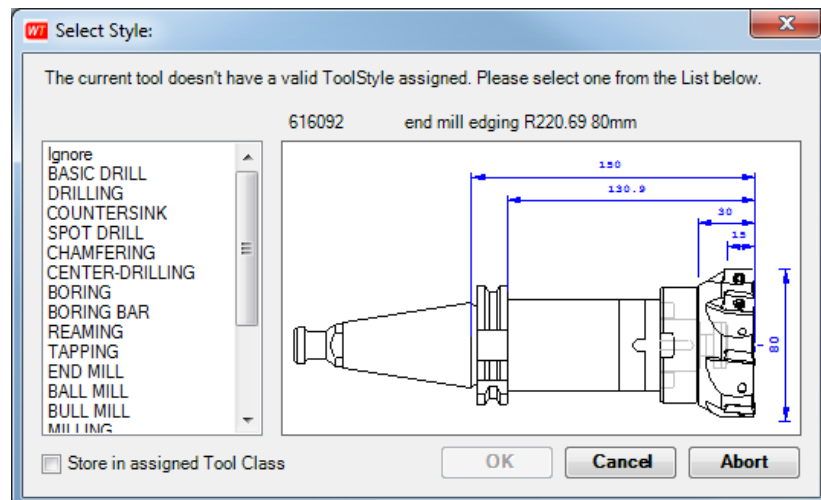 WT Select Style:
The current tool doesn't have a valid ToolStyle assigned. Please select one from the List below.
616092 end mill edging R220.69 80mm
Ignore
BASIC DRILL
DRILLING
COUNTERSINK
SPOT DRILL
CHAMFERING
CENTER-DRILLING
BORING
BORING BAR
REAMING
TAPPING
END MILL
BALL MILL
BULL MILL
MILLING
150
130.9
30
15
80
Store in assigned Tool Class
OK Cancel Abort